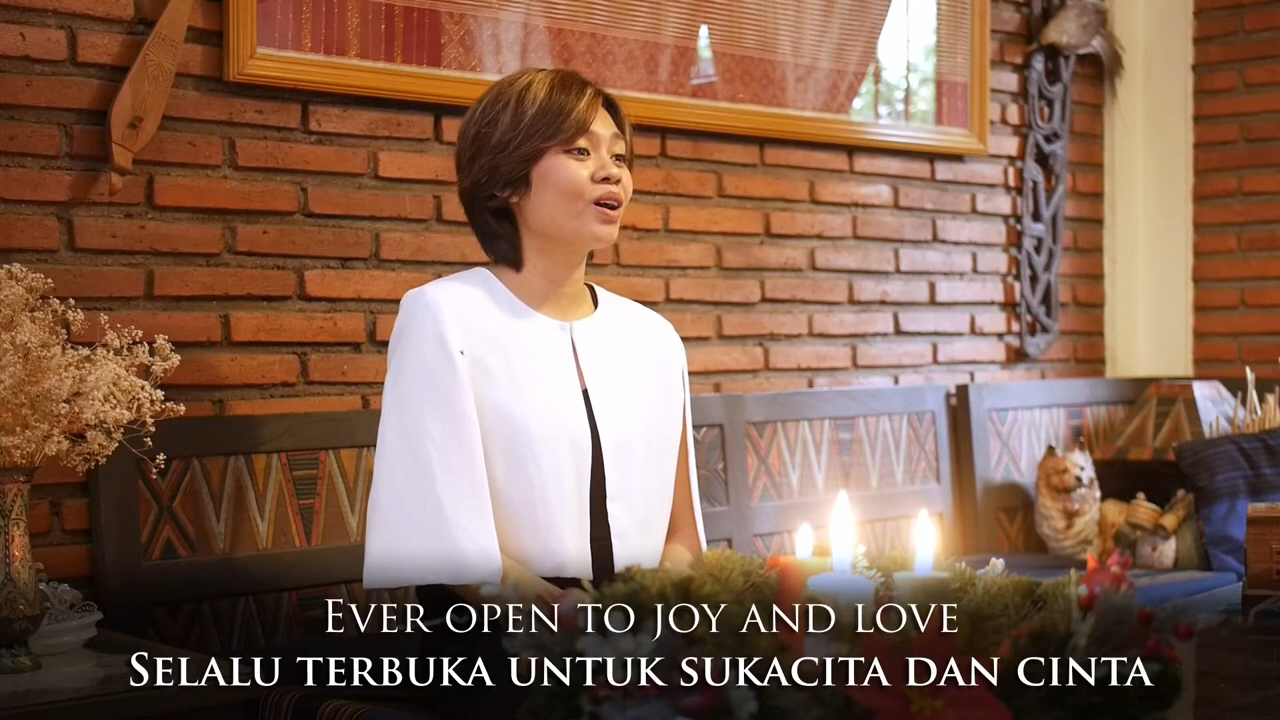 Ever open to joy and love
Selalu terbuka untuk sukacita dan cinta